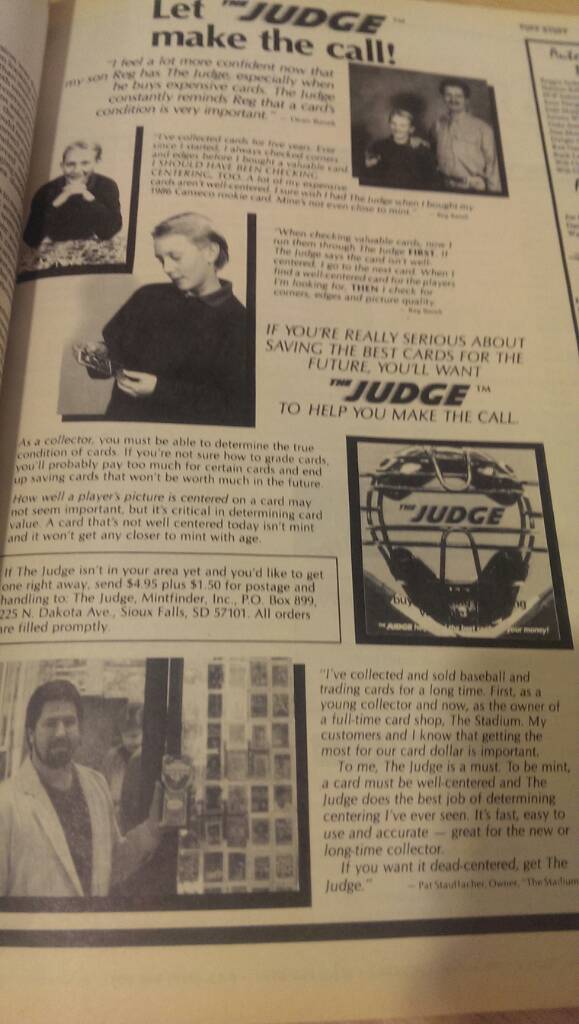 TUFF STUFF
Let THE JUDGE™
make the call!
"I feel a lot more confident now that
my son Reg has The Judge, especially when
he buys expensive cards. The Judge
constantly reminds Reg that a card's
condition is very important."
"I've collected cards for five years. Ever
since I started, I always checked corners
and edges before I bought a valuable card
I SHOULD HAVE BEEN CHECKING
CENTERING, TOO. A lot of my expensive
cards aren't well-centered. I sure wish I had The Judge when I bought my
1986 Canseco rookie card. Mine's not even close to mint."
"When checking valuable cards, now I
run them through The Judge FIRST. If
The Judge says the card isn't well-
centered, I go to the next card. When I
find a well-centered card for the players
I'm looking for, THEN I check for
corners, edges and picture quality.
IF YOU'RE REALLY SERIOUS ABOUT
SAVING THE BEST CARDS FOR THE
FUTURE, YOU'LL WANT
THE JUDGE™
TO HELP YOU MAKE THE CALL.
As a collector, you must be able to determine the true
condition of cards. If you're not sure how to grade cards,
you'll probably pay too much for certain cards and end
up saving cards that won't be worth much in the future.
How well a player's picture is centered on a card may
not seem important, but it's critical in determining card
value. A card that's not well centered today isn't mint
and it won't get any closer to mint with age.
THE JUDGE
buy
THE JUDGE
your money!
If The Judge isn't in your area yet and you'd like to get
one right away, send $4.95 plus $1.50 for postage and
handling to: The Judge, Mintfinder, Inc., P.O. Box 899,
225 N. Dakota Ave., Sioux Falls, SD 57101. All orders
are filled promptly.
"I've collected and sold baseball and
trading cards for a long time. First, as a
young collector and now, as the owner of
a full-time card shop, The Stadium. My
customers and I know that getting the
most for our card dollar is important.
To me, The Judge is a must. To be mint,
a card must be well-centered and The
Judge does the best job of determining
centering I've ever seen. It's fast, easy to
use and accurate — great for the new or
long-time collector.
If you want it dead-centered, get The
Judge." — Pat Stauffacher, Owner, "The Stadium